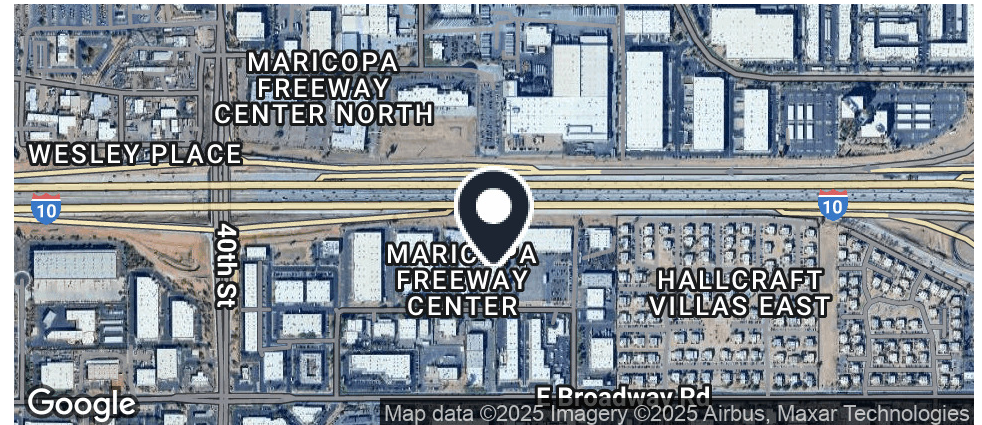 MARICOPA
FREEWAY
CENTER NORTH
WESLEY PLACE
10
10
40th St
MARICOPA
FREEWAY
CENTER
HALLCRAFT
VILLAS EAST
E Broadway Rd
Google
Map data ©2025 Imagery ©2025 Airbus, Maxar Technologies